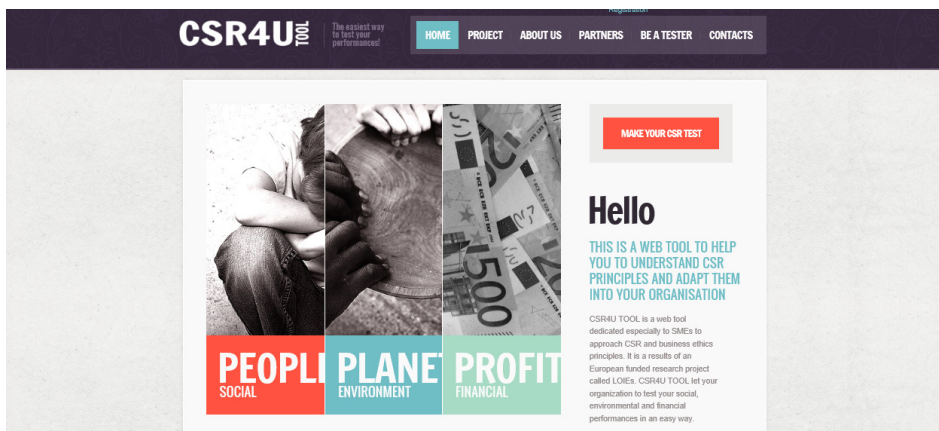 Registration
CSR4U TOOL
The easiest way
to test your
performances!
HOME PROJECT ABOUT US PARTNERS BE A TESTER CONTACTS
MAKE YOUR CSR TEST
Hello
THIS IS A WEB TOOL TO HELP
YOU TO UNDERSTAND CSR
PRINCIPLES AND ADAPT THEM
INTO YOUR ORGANISATION
CSR4U TOOL is a web tool
dedicated especially to SMEs to
approach CSR and business ethics
principles. It is a results of an
European funded research project
called LOIEs. CSR4U TOOL let your
organization to test your social,
environmental and financial
performances in an easy way.
500
PEOPL
SOCIAL
PLANET
ENVIRONMENT
PROFIT
FINANCIAL